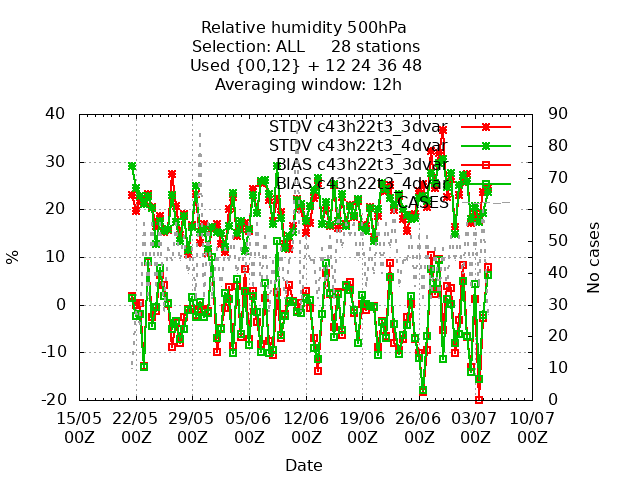 Relative humidity 500hPa
Selection: ALL 28 stations
Used {00,12} + 12 24 36 48
Averaging window: 12h
STDV c43h22t3_3dvar
STDV c43h22t3_4dvar
BIAS c43h22t3_3dvar
BIAS c43h22t3_4dvar
CASES
40
30
20
10
0
-10
-20
%
90
80
70
60
50
40
30
20
10
0
No cases
15/05 22/05 29/05 05/06 12/06 19/06 26/06 03/07 10/07
00Z 00Z 00Z 00Z 00Z 00Z 00Z 00Z 00Z
Date